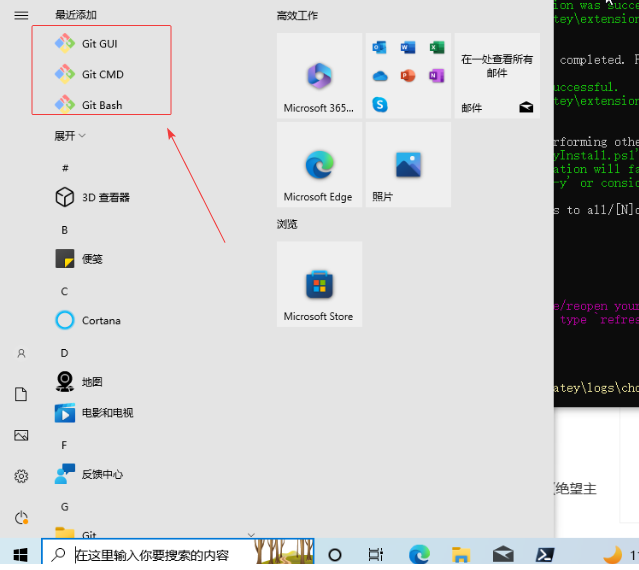 最近添加
Git GUI
Git CMD
Git Bash
展开
#
3D 查看器
B
便笺
C
Cortana
D
地图
电影和电视
F
反馈中心
G
Git
在这里输入你要搜索的内容
高效工作
Microsoft 365...
在一处查看所有
邮件
邮件
Microsoft Edge
照片
浏览
Microsoft Store
tion was succe
tey\extension
completed. F
uccessful.
tey\extension
rforming othe
yInstall.ps1'
ation will fa
y' or consid
s to all/[N]o
e/reopen your
type `refres
atey\logs\cho
绝望主